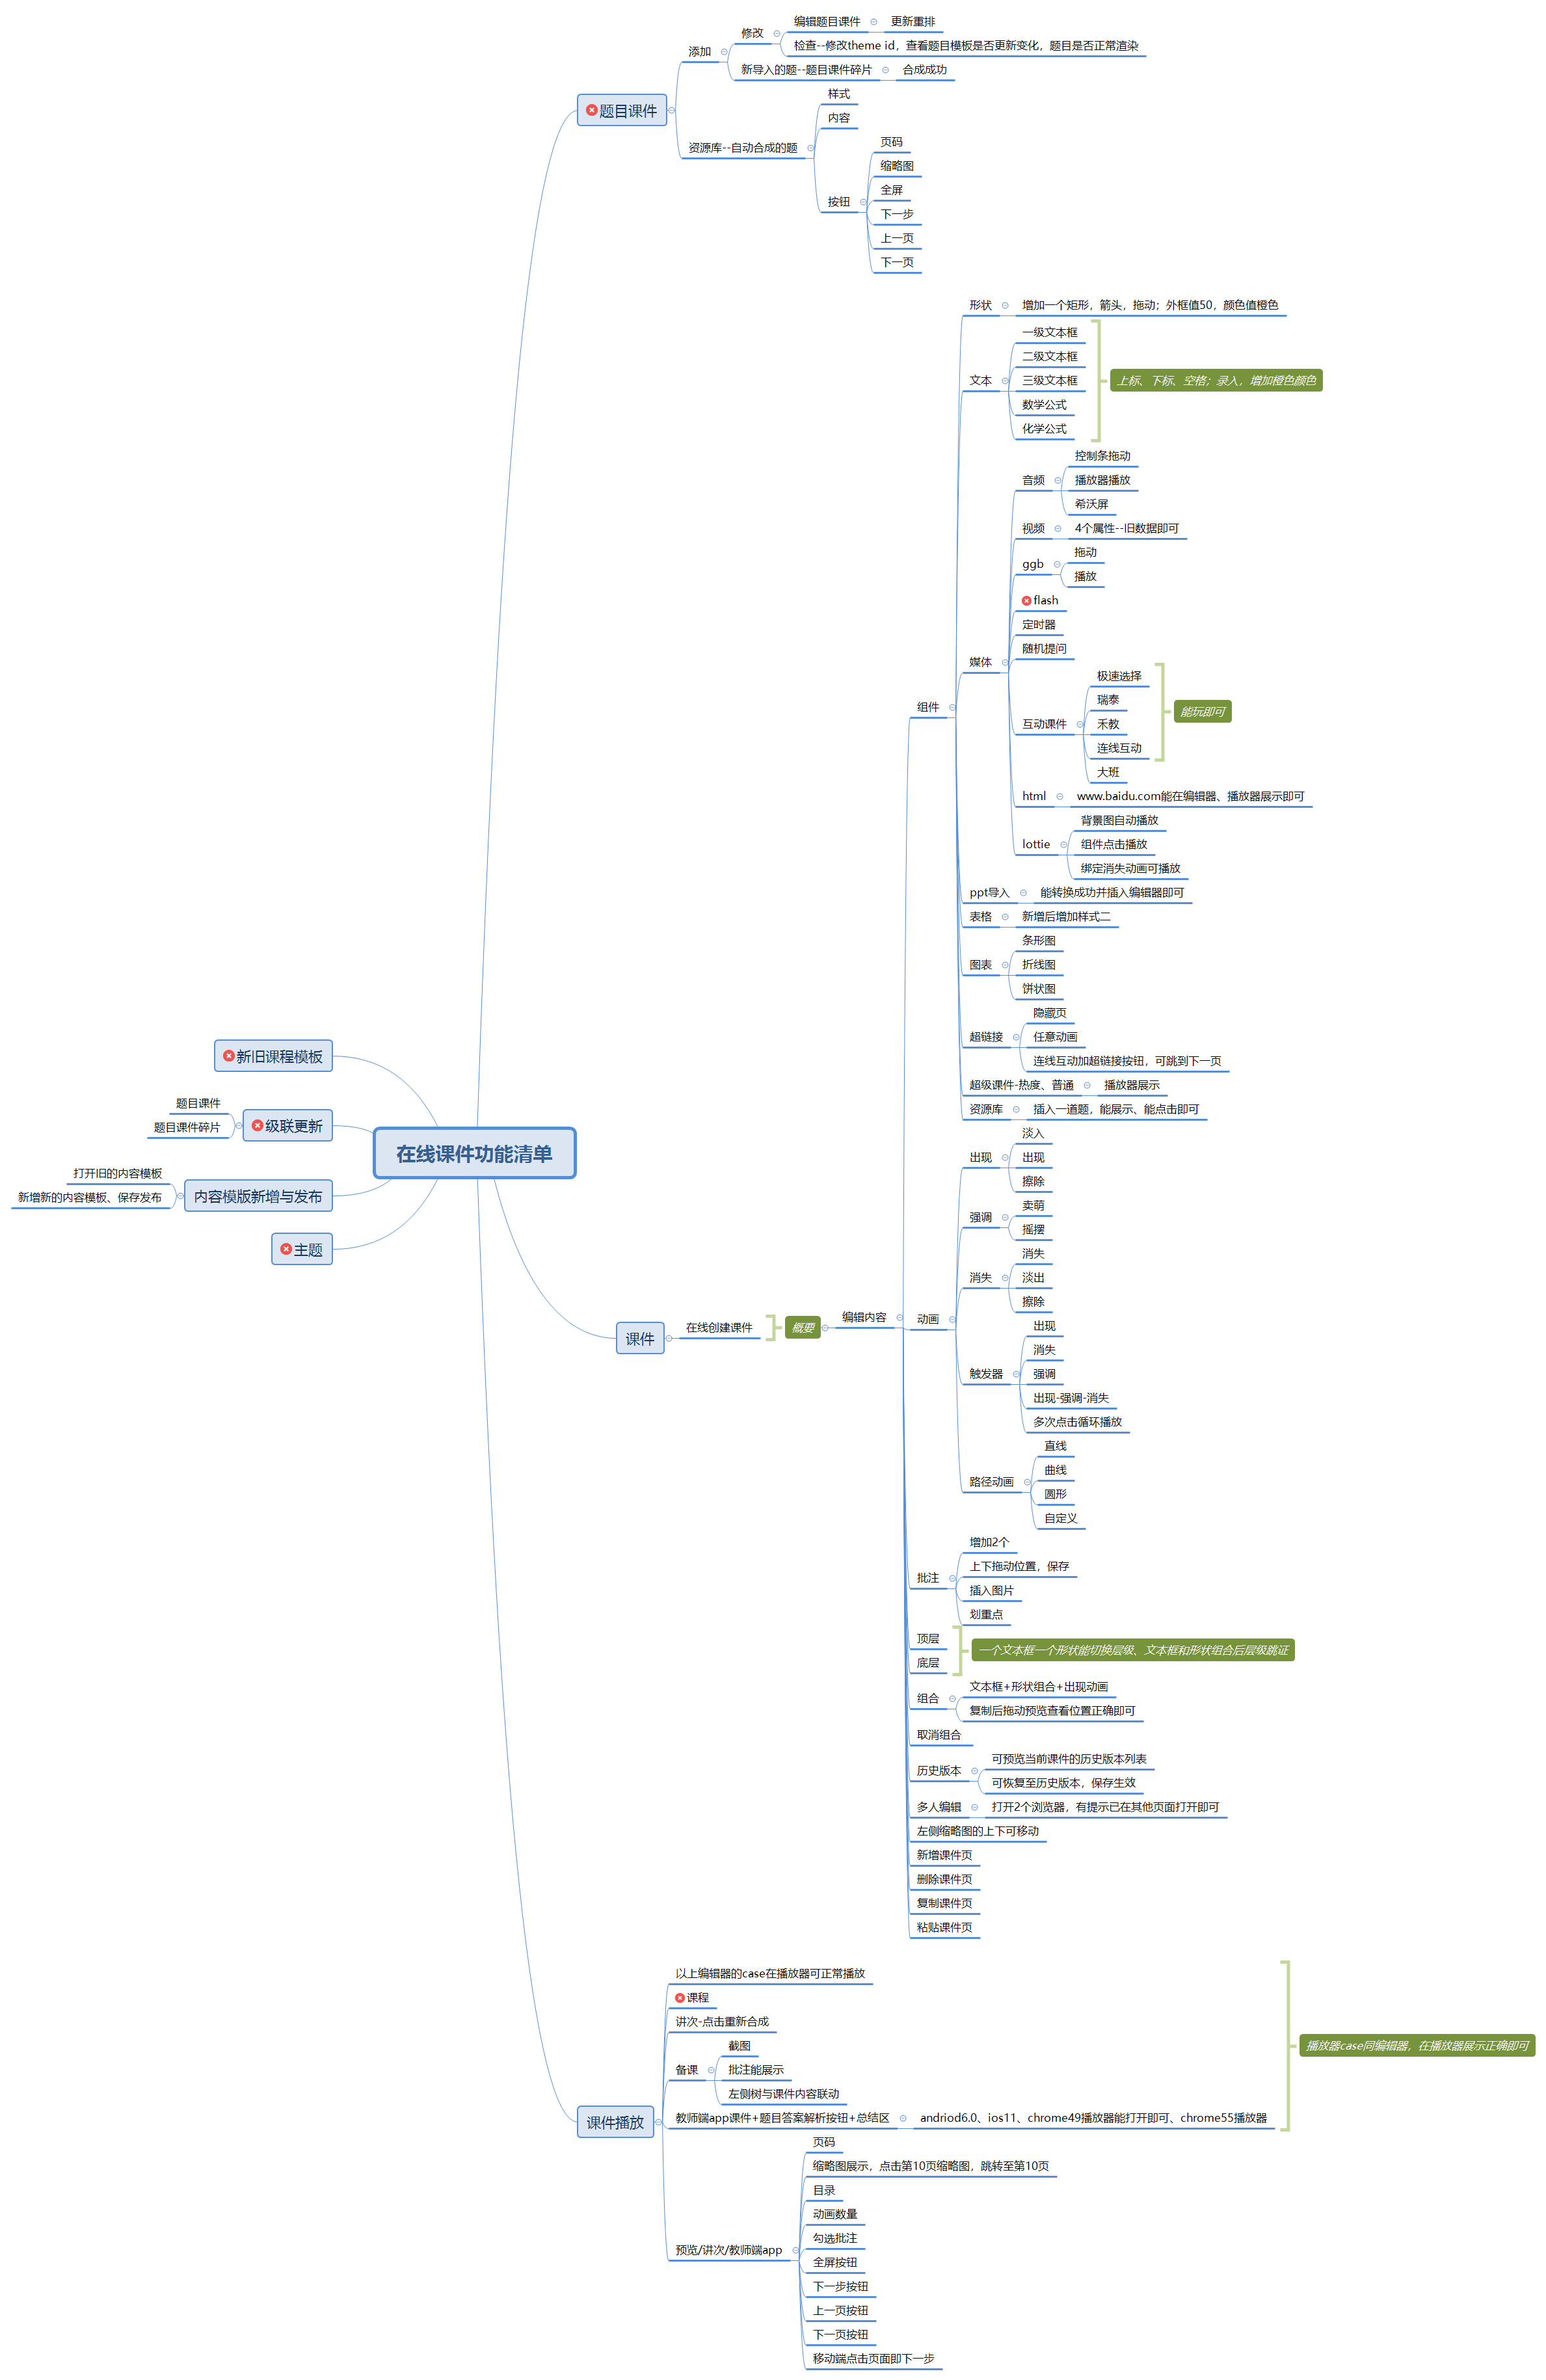 在线课件功能清单
题目课件
添加
修改
编辑题目课件
更新重排
检查--修改theme id，查看题目模板是否更新变化，题目是否正常渲染
新导入的题--题目课件碎片
合成成功
资源库--自动合成的题
样式
内容
按钮
页码
缩略图
全屏
下一步
上一页
下一页
课件
在线创建课件
概要
编辑内容
组件
形状
增加一个矩形，箭头，拖动；外框值50，颜色值橙色
文本
一级文本框
二级文本框
三级文本框
数学公式
化学公式
上标、下标、空格；录入，增加橙色颜色
媒体
音频
控制条拖动
播放器播放
希沃屏
视频
4个属性--旧数据即可
ggb
拖动
播放
flash
定时器
随机提问
互动课件
极速选择
瑞泰
禾教
连线互动
大班
能玩即可
html
www.baidu.com能在编辑器、播放器展示即可
lottie
背景图自动播放
组件点击播放
绑定消失动画可播放
ppt导入
能转换成功并插入编辑器即可
表格
新增后增加样式二
图表
条形图
折线图
饼状图
超链接
隐藏页
任意动画
连线互动加超链接按钮，可跳到下一页
超级课件-热度、普通
播放器展示
资源库
插入一道题，能展示、能点击即可
动画
出现
淡入
出现
擦除
强调
卖萌
摇摆
消失
消失
淡出
擦除
触发器
出现
消失
强调
出现-强调-消失
多次点击循环播放
路径动画
直线
曲线
圆形
自定义
批注
增加2个
上下拖动位置，保存
插入图片
划重点
顶层
底层
一个文本框一个形状能切换层级、文本框和形状组合后层级跳证
组合
文本框+形状组合+出现动画
复制后拖动预览查看位置正确即可
取消组合
历史版本
可预览当前课件的历史版本列表
可恢复至历史版本，保存生效
多人编辑
打开2个浏览器，有提示已在其他页面打开即可
左侧缩略图的上下可移动
新增课件页
删除课件页
复制课件页
粘贴课件页
课件播放
以上编辑器的case在播放器可正常播放
课程
讲次-点击重新合成
备课
截图
批注能展示
左侧树与课件内容联动
教师端app课件+题目答案解析按钮+总结区
andriod6.0、ios11、chrome49播放器能打开即可、chrome55播放器
播放器case同编辑器，在播放器展示正确即可
预览/讲次/教师端app
页码
缩略图展示，点击第10页缩略图，跳转至第10页
目录
动画数量
勾选批注
全屏按钮
下一步按钮
上一页按钮
下一页按钮
移动端点击页面即下一步
新旧课程模板
级联更新
题目课件
题目课件碎片
内容模版新增与发布
打开旧的内容模板
新增新的内容模板、保存发布
主题